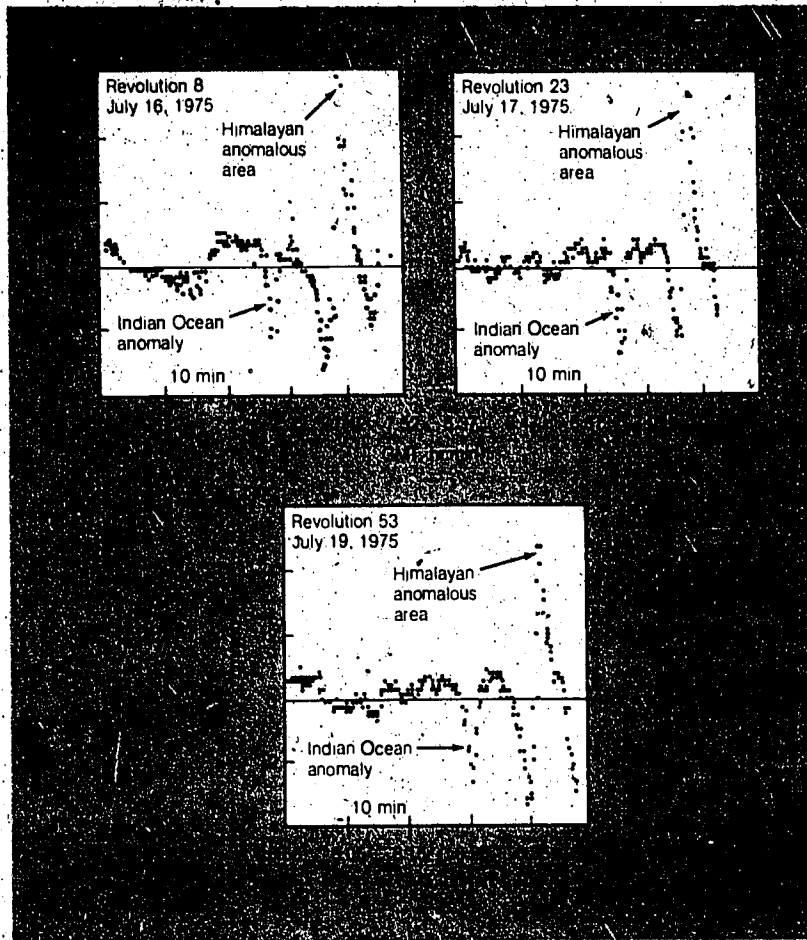 Revolution 8
July 16, 1975
Himalayan
anomalous
area
Indian Ocean
anomaly
10 min
Revolution 23
July 17, 1975
Himalayan
anomalous
area
Indian Ocean
anomaly
10 min
Revolution 53
July 19, 1975
Himalayan
anomalous
area
Indian Ocean
anomaly
10 min